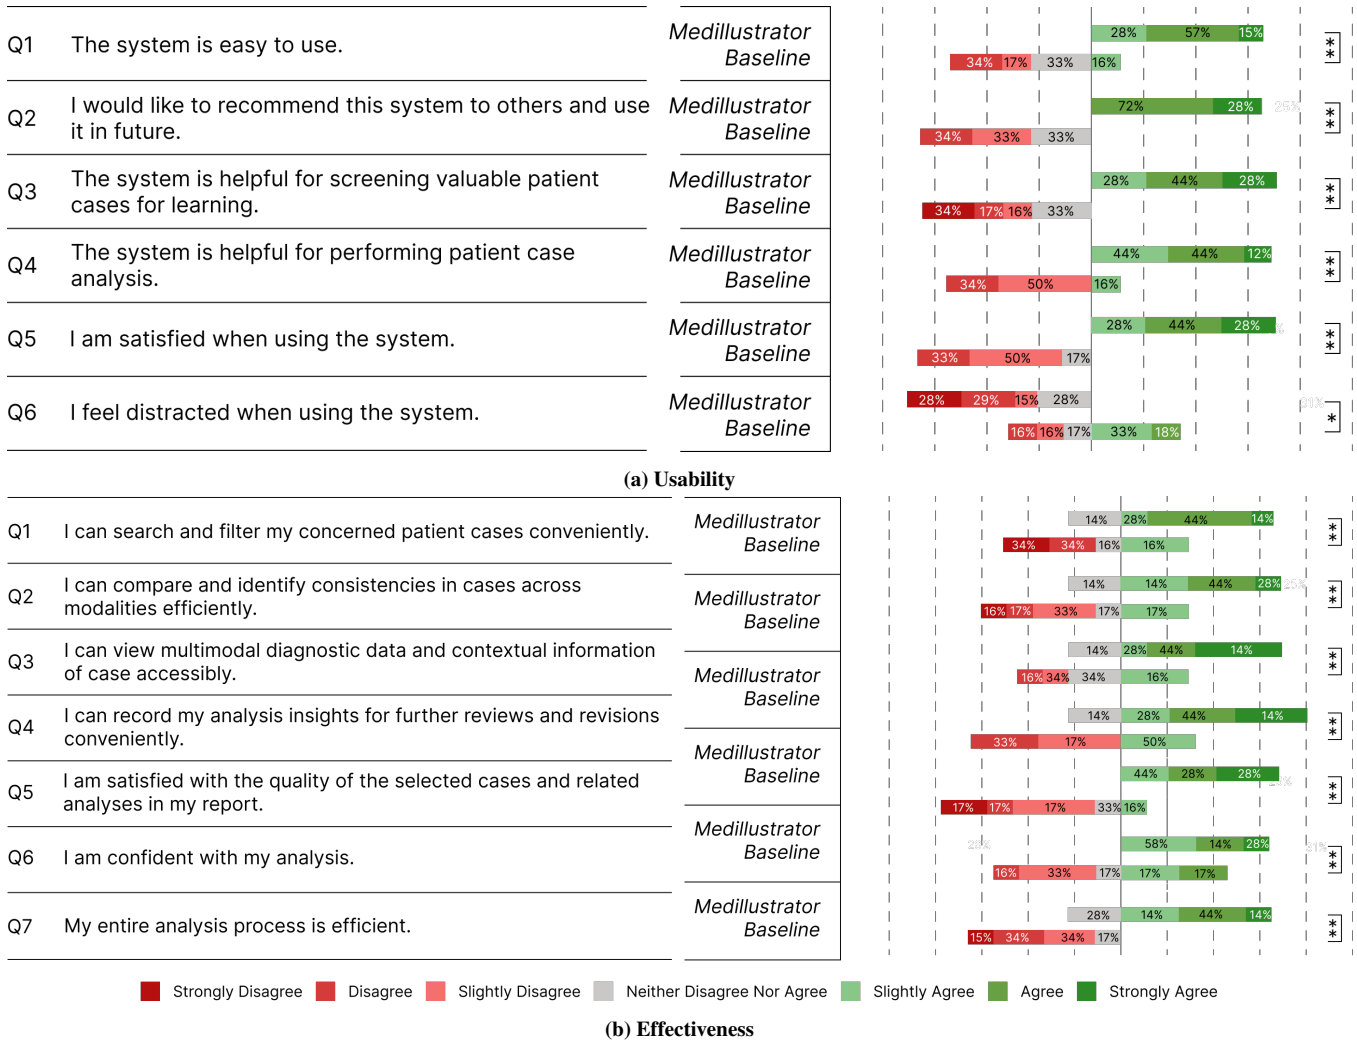 Q1 The system is easy to use. Medillustrator 28% 57% 15% **
Baseline 34% 17% 33% 16%
Q2 I would like to recommend this system to others and use Medillustrator 72% 28% 25% **
it in future. Baseline 34% 33% 33%
Q3 The system is helpful for screening valuable patient Medillustrator 28% 44% 28% **
cases for learning. Baseline 34% 17% 16% 33%
Q4 The system is helpful for performing patient case Medillustrator 44% 44% 12% **
analysis. Baseline 34% 50% 16%
Q5 I am satisfied when using the system. Medillustrator 28% 44% 28% % **
Baseline 33% 50% 17%
Q6 I feel distracted when using the system. Medillustrator 28% 29% 15% 28% *
Baseline 16% 16% 17% 33% 18%
(a) Usability
Q1 I can search and filter my concerned patient cases conveniently. Medillustrator 14% 28% 44% 14% **
Baseline 34% 34% 16% 16%
Q2 I can compare and identify consistencies in cases across Medillustrator 14% 14% 44% 28% 25% **
modalities efficiently. Baseline 16% 17% 33% 17% 17%
Q3 I can view multimodal diagnostic data and contextual information Medillustrator 14% 28% 44% 14% **
of case accessibly. Baseline 16% 34% 34% 16%
Q4 I can record my analysis insights for further reviews and revisions Medillustrator 14% 28% 44% 14% **
conveniently. Baseline 33% 17% 50%
Q5 I am satisfied with the quality of the selected cases and related Medillustrator 44% 28% 28% **
analyses in my report. Baseline 17% 17% 17% 33% 16%
Q6 I am confident with my analysis. Medillustrator 58% 14% 28% **
Baseline 16% 33% 17% 17% 17%
Q7 My entire analysis process is efficient. Medillustrator 28% 14% 44% 14% **
Baseline 15% 34% 34% 17%
Strongly Disagree Disagree Slightly Disagree Neither Disagree Nor Agree Slightly Agree Agree Strongly Agree
(b) Effectiveness